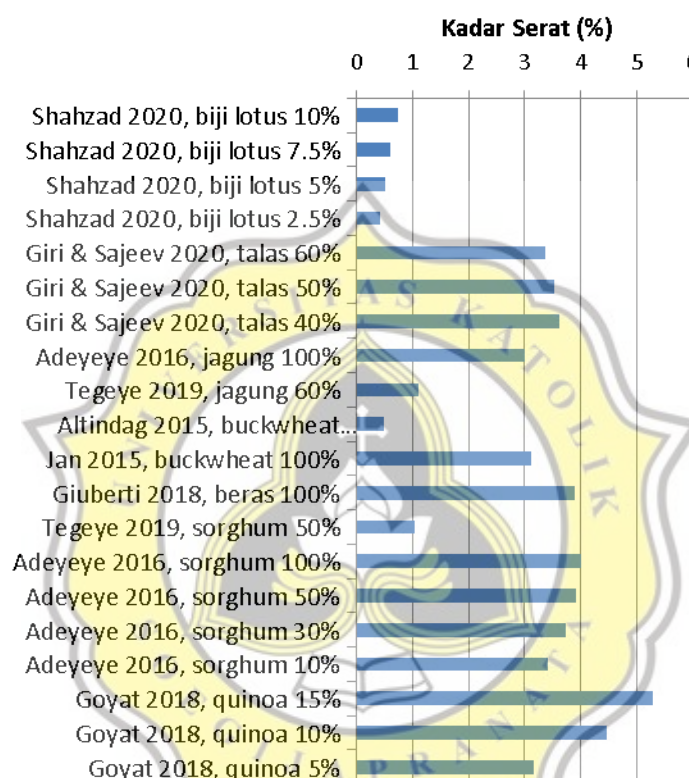 Kadar Serat (%)
0 1 2 3 4 5
Shahzad 2020, biji lotus 10%
Shahzad 2020, biji lotus 7.5%
Shahzad 2020, biji lotus 5%
Shahzad 2020, biji lotus 2.5%
Giri & Sajeev 2020, talas 60%
Giri & Sajeev 2020, talas 50%
Giri & Sajeev 2020, talas 40%
Adeyeye 2016, jagung 100%
Tegeye 2019, jagung 60%
Altindag 2015, buckwheat...
Jan 2015, buckwheat 100%
Giuberti 2018, beras 100%
Tegeye 2019, sorghum 50%
Adeyeye 2016, sorghum 100%
Adeyeye 2016, sorghum 50%
Adeyeye 2016, sorghum 30%
Adeyeye 2016, sorghum 10%
Goyat 2018, quinoa 15%
Goyat 2018, quinoa 10%
Goyat 2018, quinoa 5%
UNIVERSITAS KATOLIK
SOEGIJAPRANATA